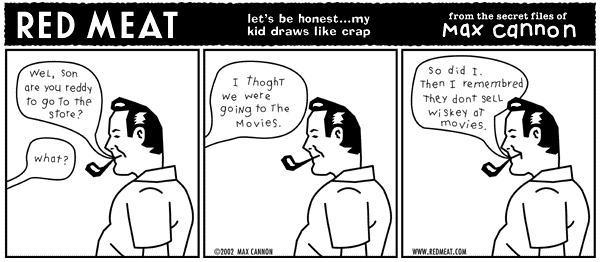 RED MEAT
let's be honest...my
kid draws like crap
from the secret files of
Max cannon
Wel, son
are you reddy
to go to the
store?
what?
I thoght
we were
going to the
Movies.
©2002 MAX CANNON
so did I.
Then I remembred
They dont sell
wiskey at
movies.
WWW.REDMEAT.COM